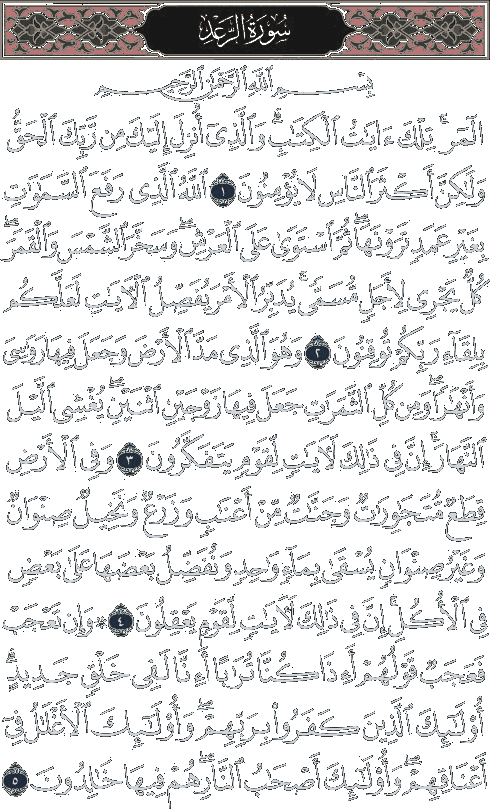 سُورَةُ الرَّعْدِ
بِسْمِ ٱللَّهِ ٱلرَّحْمَٰنِ ٱلرَّحِيمِ
الٓمٓر ۚ تِلْكَ ءَايَٰتُ ٱلْكِتَٰبِ ۗ وَٱلَّذِىٓ أُنزِلَ إِلَيْكَ مِن رَّبِّكَ ٱلْحَقُّ
وَلَٰكِنَّ أَكْثَرَ ٱلنَّاسِ لَا يُؤْمِنُونَ ١ ٱللَّهُ ٱلَّذِى رَفَعَ ٱلسَّمَٰوَٰتِ
بِغَيْرِ عَمَدٍ تَرَوْنَهَا ۖ ثُمَّ ٱسْتَوَىٰ عَلَى ٱلْعَرْشِ ۖ وَسَخَّرَ ٱلشَّمْسَ وَٱلْقَمَرَ ۖ
كُلٌّ يَجْرِى لِأَجَلٍ مُّسَمًّى ۚ يُدَبِّرُ ٱلْأَمْرَ يُفَصِّلُ ٱلْءَايَٰتِ لَعَلَّكُم
بِلِقَآءِ رَبِّكُمْ تُوقِنُونَ ٢ وَهُوَ ٱلَّذِى مَدَّ ٱلْأَرْضَ وَجَعَلَ فِيهَا رَوَٰسِىَ
وَأَنْهَٰرًا ۖ وَمِن كُلِّ ٱلثَّمَرَٰتِ جَعَلَ فِيهَا زَوْجَيْنِ ٱثْنَيْنِ ۖ يُغْشِى ٱلَّيْلَ
ٱلنَّهَارَ ۚ إِنَّ فِى ذَٰلِكَ لَءَايَٰتٍ لِّقَوْمٍ يَتَفَكَّرُونَ ٣ وَفِى ٱلْأَرْضِ
قِطَعٌ مُّتَجَٰوِرَٰتٌ وَجَنَّٰتٌ مِّنْ أَعْنَٰبٍ وَزَرْعٌ وَنَخِيلٌ صِنْوَانٌ
وَغَيْرُ صِنْوَانٍ يُسْقَىٰ بِمَآءٍ وَٰحِدٍ وَنُفَضِّلُ بَعْضَهَا عَلَىٰ بَعْضٍ
فِى ٱلْأُكُلِ ۚ إِنَّ فِى ذَٰلِكَ لَءَايَٰتٍ لِّقَوْمٍ يَعْقِلُونَ ٤ وَإِن تَعْجَبْ
فَعَجَبٌ قَوْلُهُمْ أَءِذَا كُنَّا تُرَٰبًا أَءِنَّا لَفِى خَلْقٍ جَدِيدٍ ۗ
أُو۟لَٰٓئِكَ ٱلَّذِينَ كَفَرُوا۟ بِرَبِّهِمْ ۖ وَأُو۟لَٰٓئِكَ ٱلْأَغْلَٰلُ فِىٓ
أَعْنَاقِهِمْ ۖ وَأُو۟لَٰٓئِكَ أَصْحَٰبُ ٱلنَّارِ ۖ هُمْ فِيهَا خَٰلِدُونَ ٥